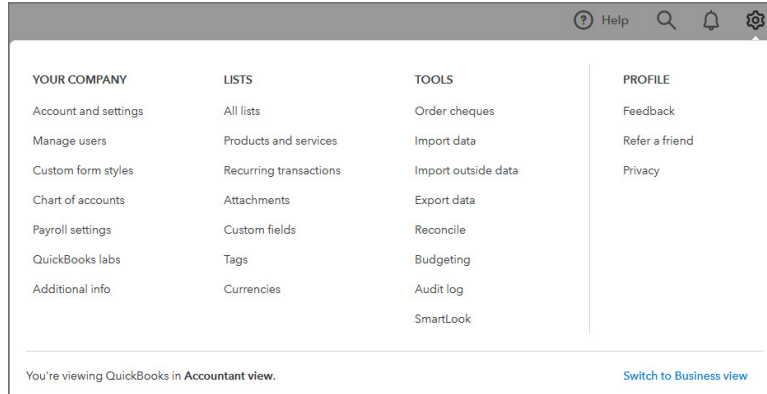 Help
YOUR COMPANY
Account and settings
Manage users
Custom form styles
Chart of accounts
Payroll settings
QuickBooks labs
Additional info
LISTS
All lists
Products and services
Recurring transactions
Attachments
Custom fields
Tags
Currencies
TOOLS
Order cheques
Import data
Import outside data
Export data
Reconcile
Budgeting
Audit log
SmartLook
PROFILE
Feedback
Refer a friend
Privacy
You're viewing QuickBooks in Accountant view.
Switch to Business view